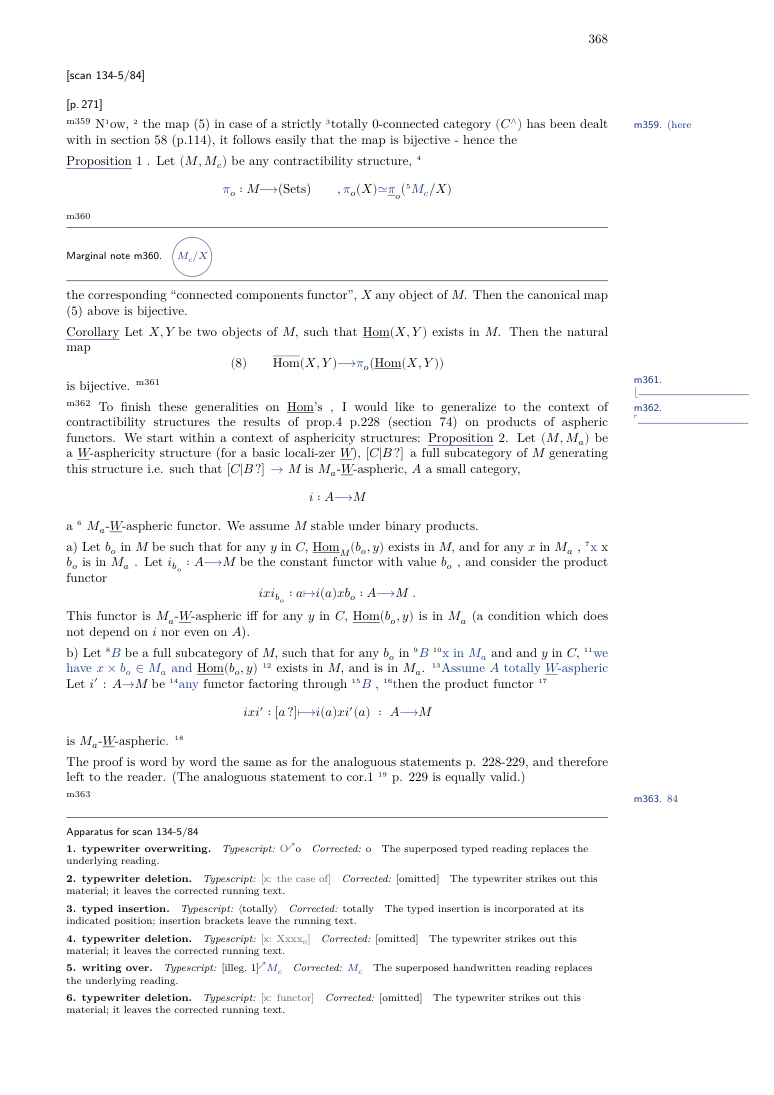 368
[scan 134-5/84]
[p. 271]
m359 N¹ow, ² the map (5) in case of a strictly ³totally 0-connected category (C^) has been dealt
m359. (here
with in section 58 (p.114), it follows easily that the map is bijective - hence the
Proposition 1 . Let (M, M_c) be any contractibility structure, ⁴
π_o : M⟶(Sets) , π_o(X)≃π_o(⁵M_c/X)
m360
Marginal note m360. M_c/X
the corresponding “connected components functor”, X any object of M. Then the canonical map
(5) above is bijective.
Corollary Let X, Y be two objects of M, such that Hom(X, Y) exists in M. Then the natural
map
(8) Hom(X, Y)⟶π_o(Hom(X, Y))
is bijective. m361
m361.
m362 To finish these generalities on Hom's , I would like to generalize to the context of
m362.
contractibility structures the results of prop.4 p.228 (section 74) on products of aspheric
functors. We start within a context of asphericity structures: Proposition 2. Let (M, M_a) be
a W-asphericity structure (for a basic locali-zer W), [C|B?] a full subcategory of M generating
this structure i.e. such that [C|B?] → M is M_a-W-aspheric, A a small category,
i : A⟶M
a ⁶ M_a-W-aspheric functor. We assume M stable under binary products.
a) Let b_o in M be such that for any y in C, Hom_M(b_o, y) exists in M, and for any x in M_a , ⁷x x
b_o is in M_a . Let i_{b_o} : A⟶M be the constant functor with value b_o , and consider the product
functor
ixi_{b_o} : a↦i(a)xb_o : A⟶M .
This functor is M_a-W-aspheric iff for any y in C, Hom(b_o, y) is in M_a (a condition which does
not depend on i nor even on A).
b) Let ⁸B be a full subcategory of M, such that for any b_o in ⁹B ¹⁰x in M_a and and y in C, ¹¹we
have x × b_o ∈ M_a and Hom(b_o, y) ¹² exists in M, and is in M_a. ¹³Assume A totally W-aspheric
Let i′ : A→M be ¹⁴any functor factoring through ¹⁵B , ¹⁶then the product functor ¹⁷
ixi′ : [a?]⟼i(a)xi′(a) : A⟶M
is M_a-W-aspheric. ¹⁸
The proof is word by word the same as for the analoguous statements p. 228-229, and therefore
left to the reader. (The analoguous statement to cor.1 ¹⁹ p. 229 is equally valid.)
m363
m363. 84
Apparatus for scan 134-5/84
1. typewriter overwriting. Typescript: O↗o Corrected: o The superposed typed reading replaces the
underlying reading.
2. typewriter deletion. Typescript: [x: the case of] Corrected: [omitted] The typewriter strikes out this
material; it leaves the corrected running text.
3. typed insertion. Typescript: ⟨totally⟩ Corrected: totally The typed insertion is incorporated at its
indicated position; insertion brackets leave the running text.
4. typewriter deletion. Typescript: [x: Xxxx_o] Corrected: [omitted] The typewriter strikes out this
material; it leaves the corrected running text.
5. writing over. Typescript: [illeg. 1]↗M_c Corrected: M_c The superposed handwritten reading replaces
the underlying reading.
6. typewriter deletion. Typescript: [x: functor] Corrected: [omitted] The typewriter strikes out this
material; it leaves the corrected running text.